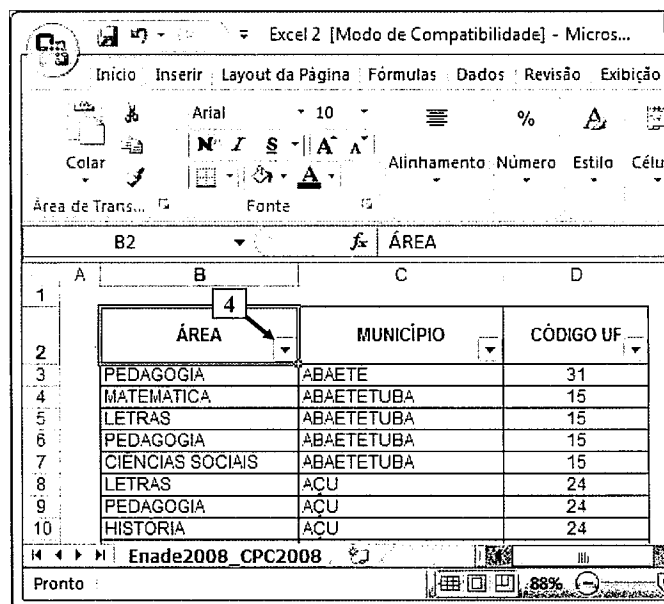 Excel 2 [Modo de Compatibilidade] - Micros...
Início Inserir Layout da Página Fórmulas Dados Revisão Exibição
Arial 10 %
N I S A A
Colar Alinhamento Número Estilo Célu
A
Área de Trans... Fonte
B2 fx ÁREA
A B C D
1
4
2 ÁREA MUNICÍPIO CÓDIGO UF
3 PEDAGOGIA ABAETE 31
4 MATEMATICA ABAETETUBA 15
5 LETRAS ABAETETUBA 15
6 PEDAGOGIA ABAETETUBA 15
7 CIENCIAS SOCIAIS ABAETETUBA 15
8 LETRAS AÇU 24
9 PEDAGOGIA AÇU 24
10 HISTORIA AÇU 24
Enade2008_CPC2008
Pronto 88%